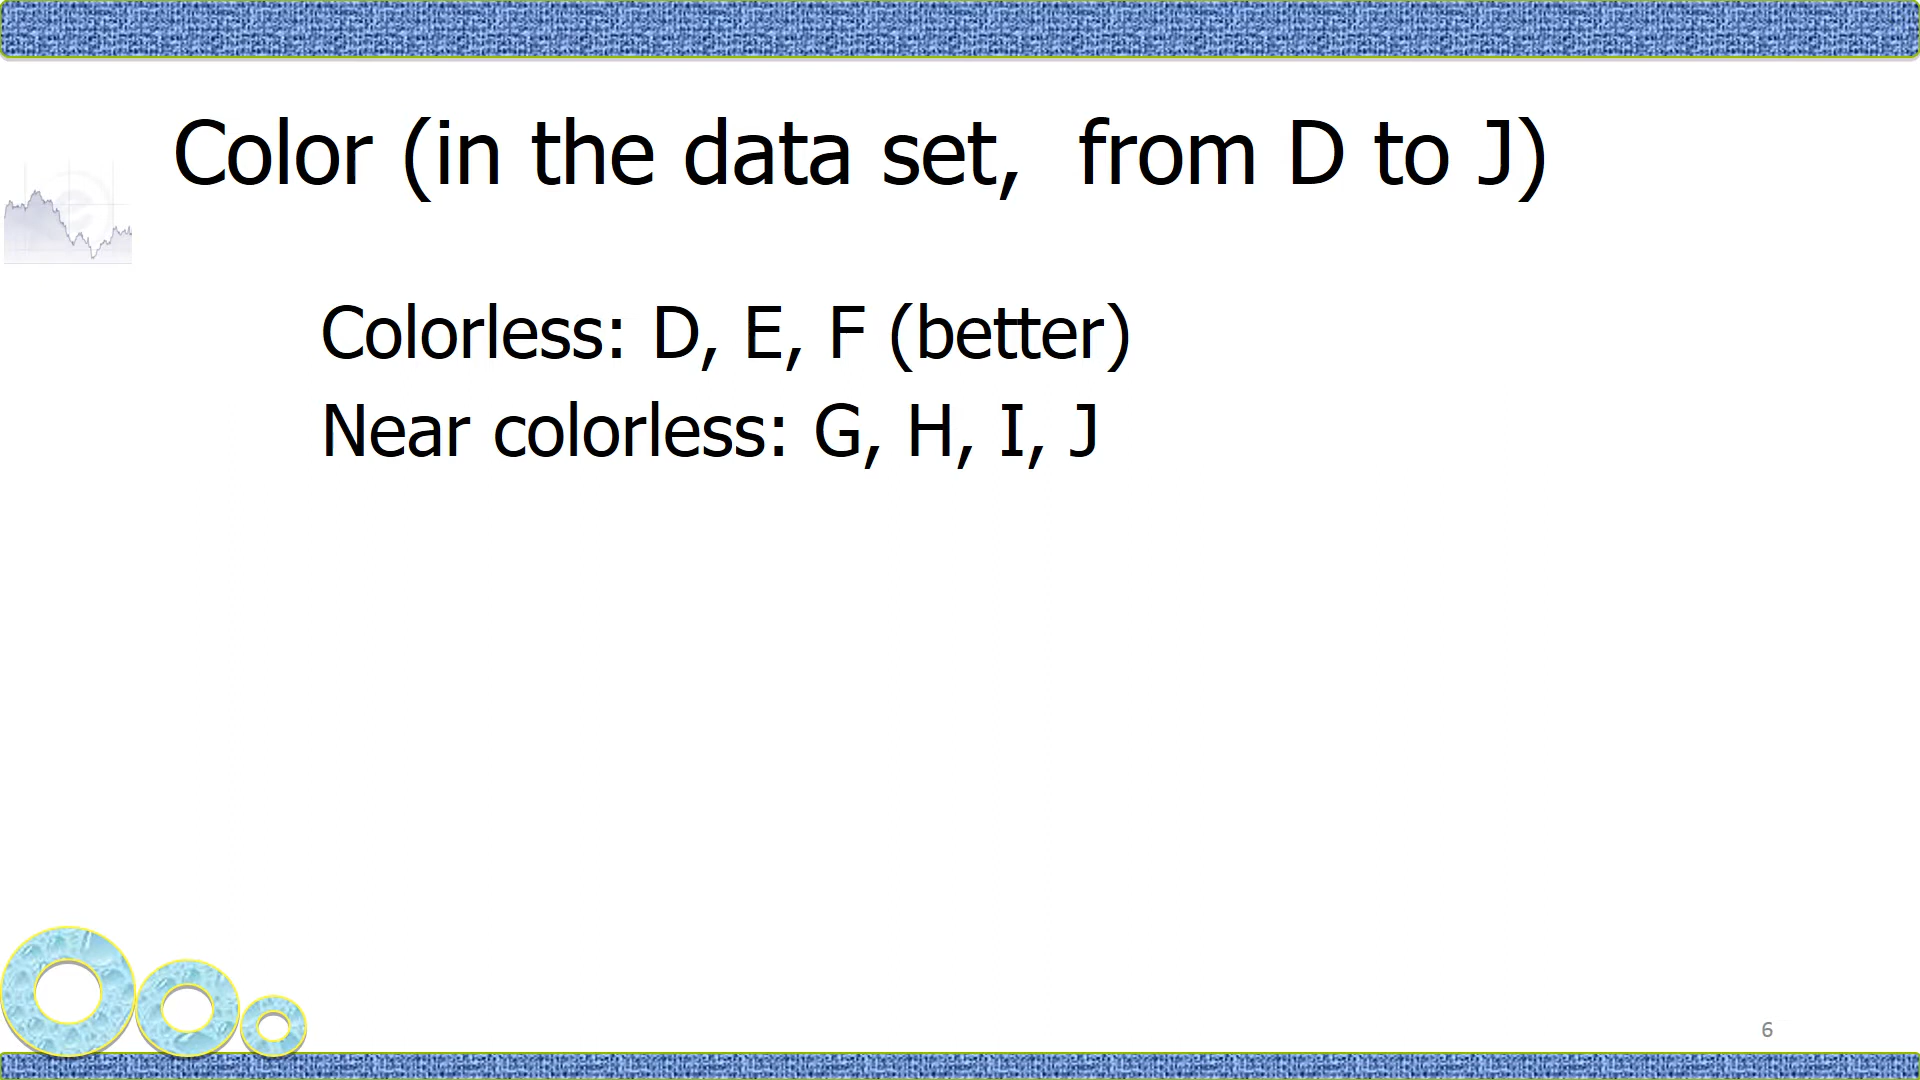 Color (in the data set,  from D to J)
Colorless: D, E, F (better)
Near colorless: G, H, I, J
6